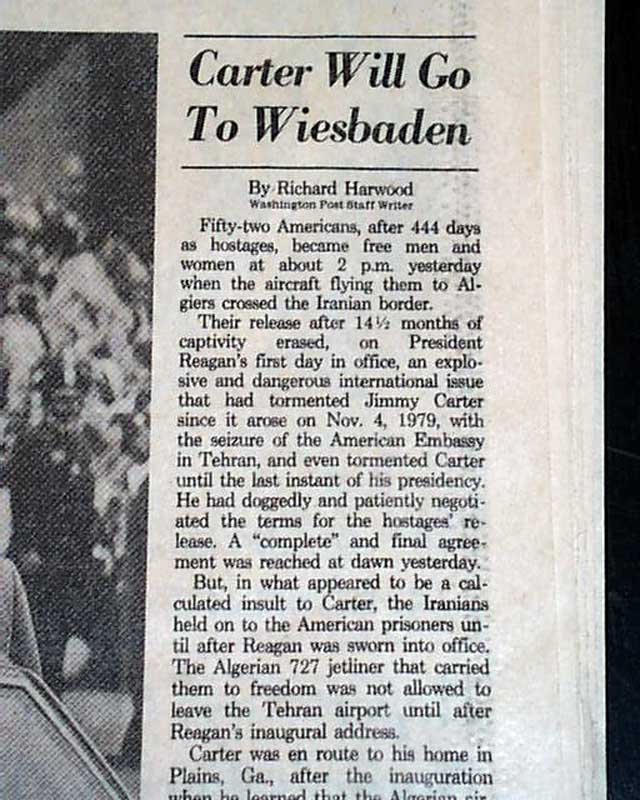 Carter Will Go
To Wiesbaden
By Richard Harwood
Washington Post Staff Writer
Fifty-two Americans, after 444 days
as hostages, became free men and
women at about 2 p.m. yesterday
when the aircraft flying them to Al-
giers crossed the Iranian border.
Their release after 14½ months of
captivity erased, on President
Reagan's first day in office, an explo-
sive and dangerous international issue
that had tormented Jimmy Carter
since it arose on Nov. 4, 1979, with
the seizure of the American Embassy
in Tehran, and even tormented Carter
until the last instant of his presidency.
He had doggedly and patiently negoti-
ated the terms for the hostages' re-
lease. A "complete" and final agree-
ment was reached at dawn yesterday.
But, in what appeared to be a cal-
culated insult to Carter, the Iranians
held on to the American prisoners un-
til after Reagan was sworn into office.
The Algerian 727 jetliner that carried
them to freedom was not allowed to
leave the Tehran airport until after
Reagan's inaugural address.
Carter was en route to his home in
Plains, Ga., after the inauguration
when he learned that the Algerian air-